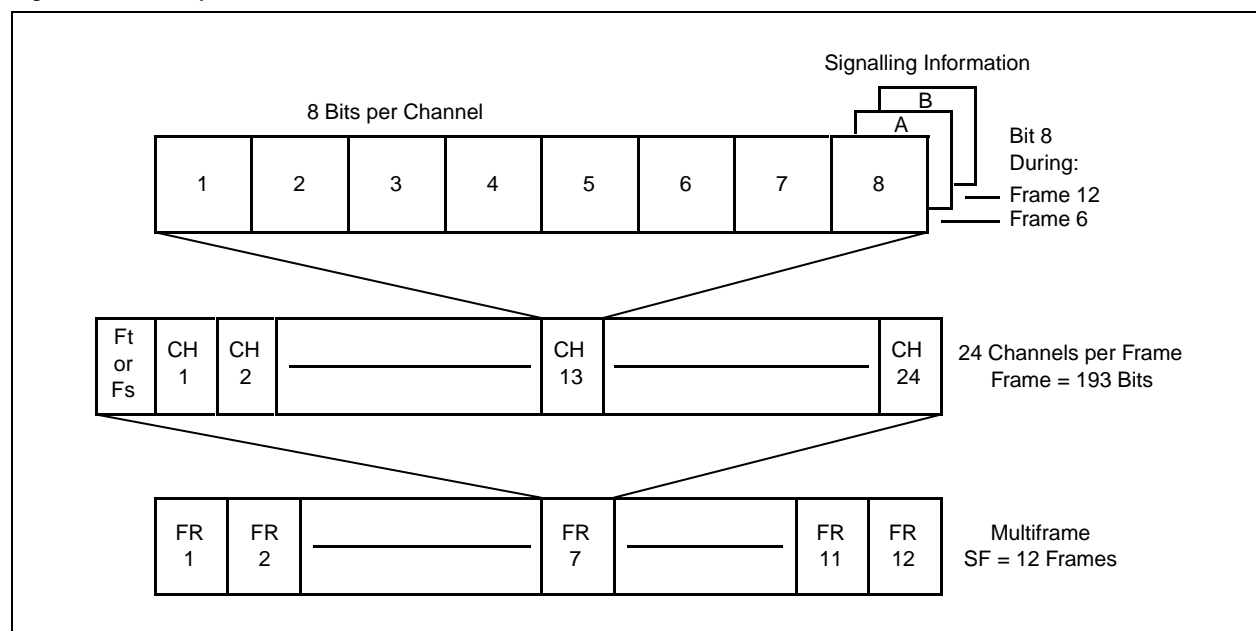 Signalling Information
8 Bits per Channel
B
A
Bit 8
During:
Frame 12
Frame 6
1 2 3 4 5 6 7 8
Ft
or
Fs
CH
1
CH
2
CH
13
CH
24
24 Channels per Frame
Frame = 193 Bits
FR
1
FR
2
FR
7
FR
11
FR
12
Multiframe
SF = 12 Frames